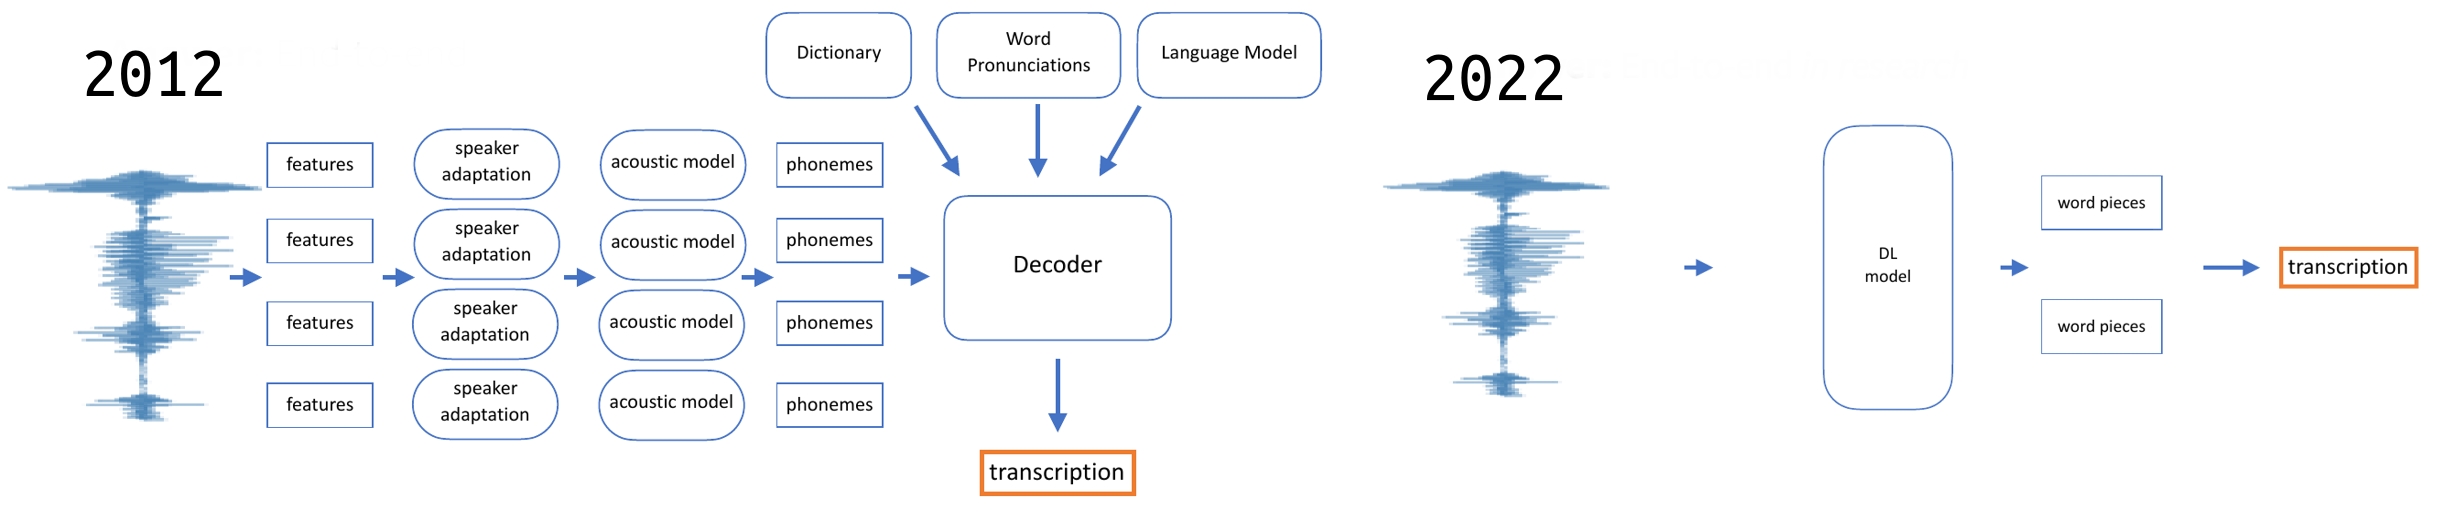 2012
features
features
features
features
speaker
adaptation
speaker
adaptation
speaker
adaptation
speaker
adaptation
acoustic model
acoustic model
acoustic model
acoustic model
phonemes
phonemes
phonemes
phonemes
Dictionary
Word
Pronunciations
Language Model
Decoder
transcription
2022
DL
model
word pieces
word pieces
transcription